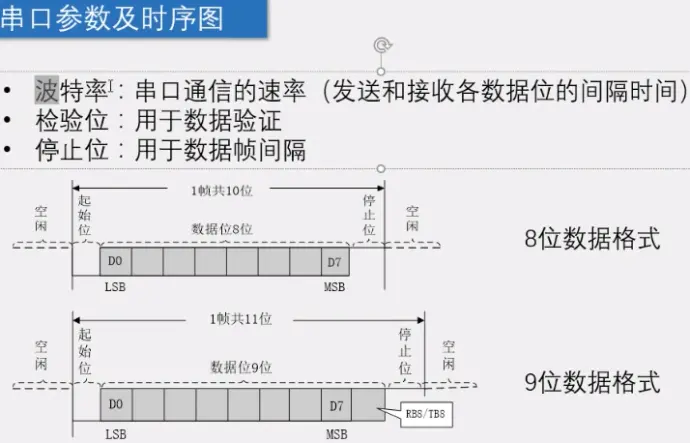 串口参数及时序图
• 波特率：串口通信的速率（发送和接收各数据位的间隔时间）
• 检验位：用于数据验证
• 停止位：用于数据帧间隔
1帧共10位
空闲
起始位
数据位8位
停止位
空闲
D0
D7
LSB
MSB
8位数据格式
1帧共11位
空闲
起始位
数据位9位
停止位
空闲
D0
D7
RB8/TB8
LSB
MSB
9位数据格式